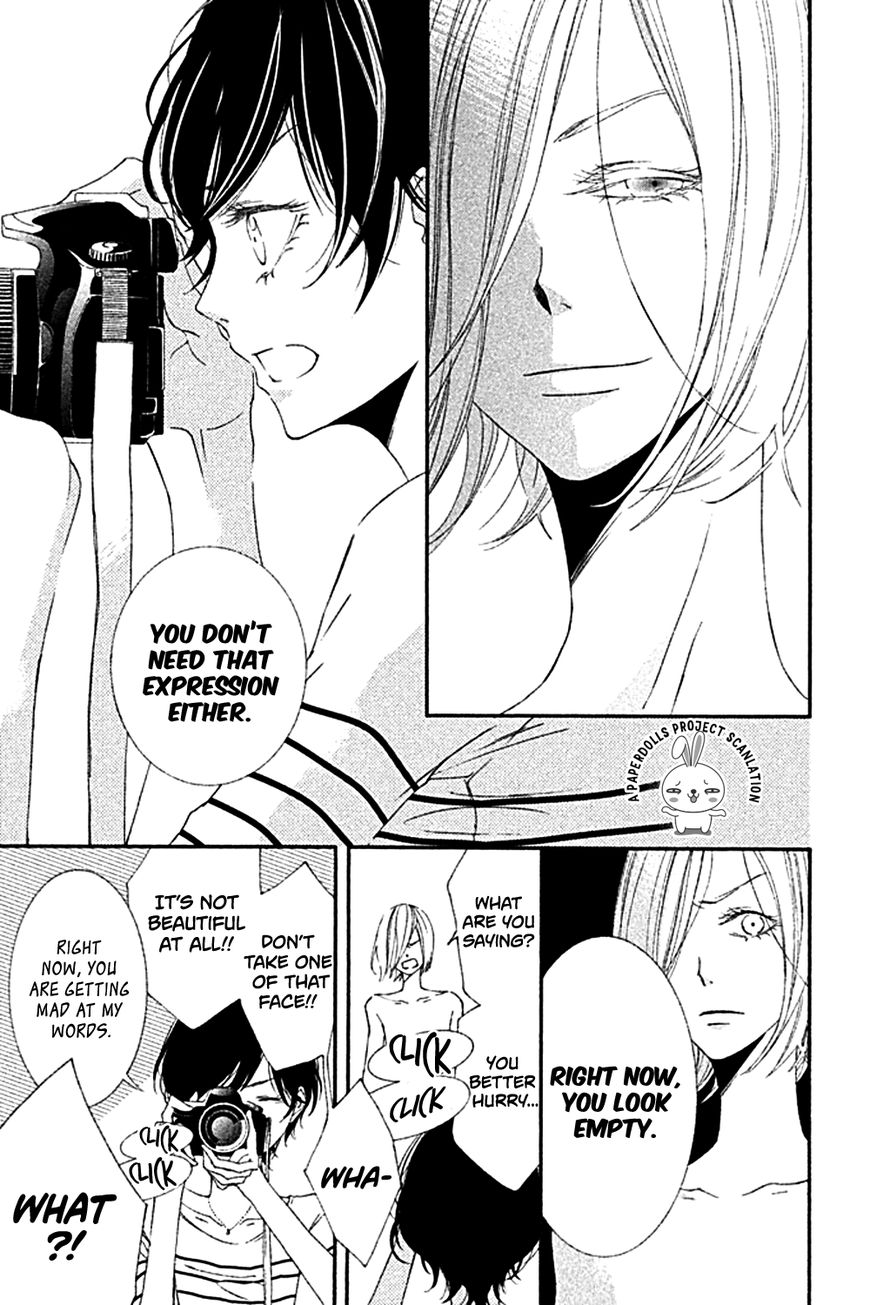 YOU DON'T
NEED THAT
EXPRESSION
EITHER.
A PAPERDOLLS PROJECT SCANLATION
RIGHT NOW,
YOU LOOK
EMPTY.
WHAT
ARE YOU
SAYING?
CLICK
CLICK
YOU
BETTER
HURRY...
WHA-
DON'T
TAKE ONE
OF THAT
FACE!!
IT'S NOT
BEAUTIFUL
AT ALL!!
RIGHT
NOW, YOU
ARE GETTING
MAD AT MY
WORDS.
CLICK
CLICK
WHAT
?!